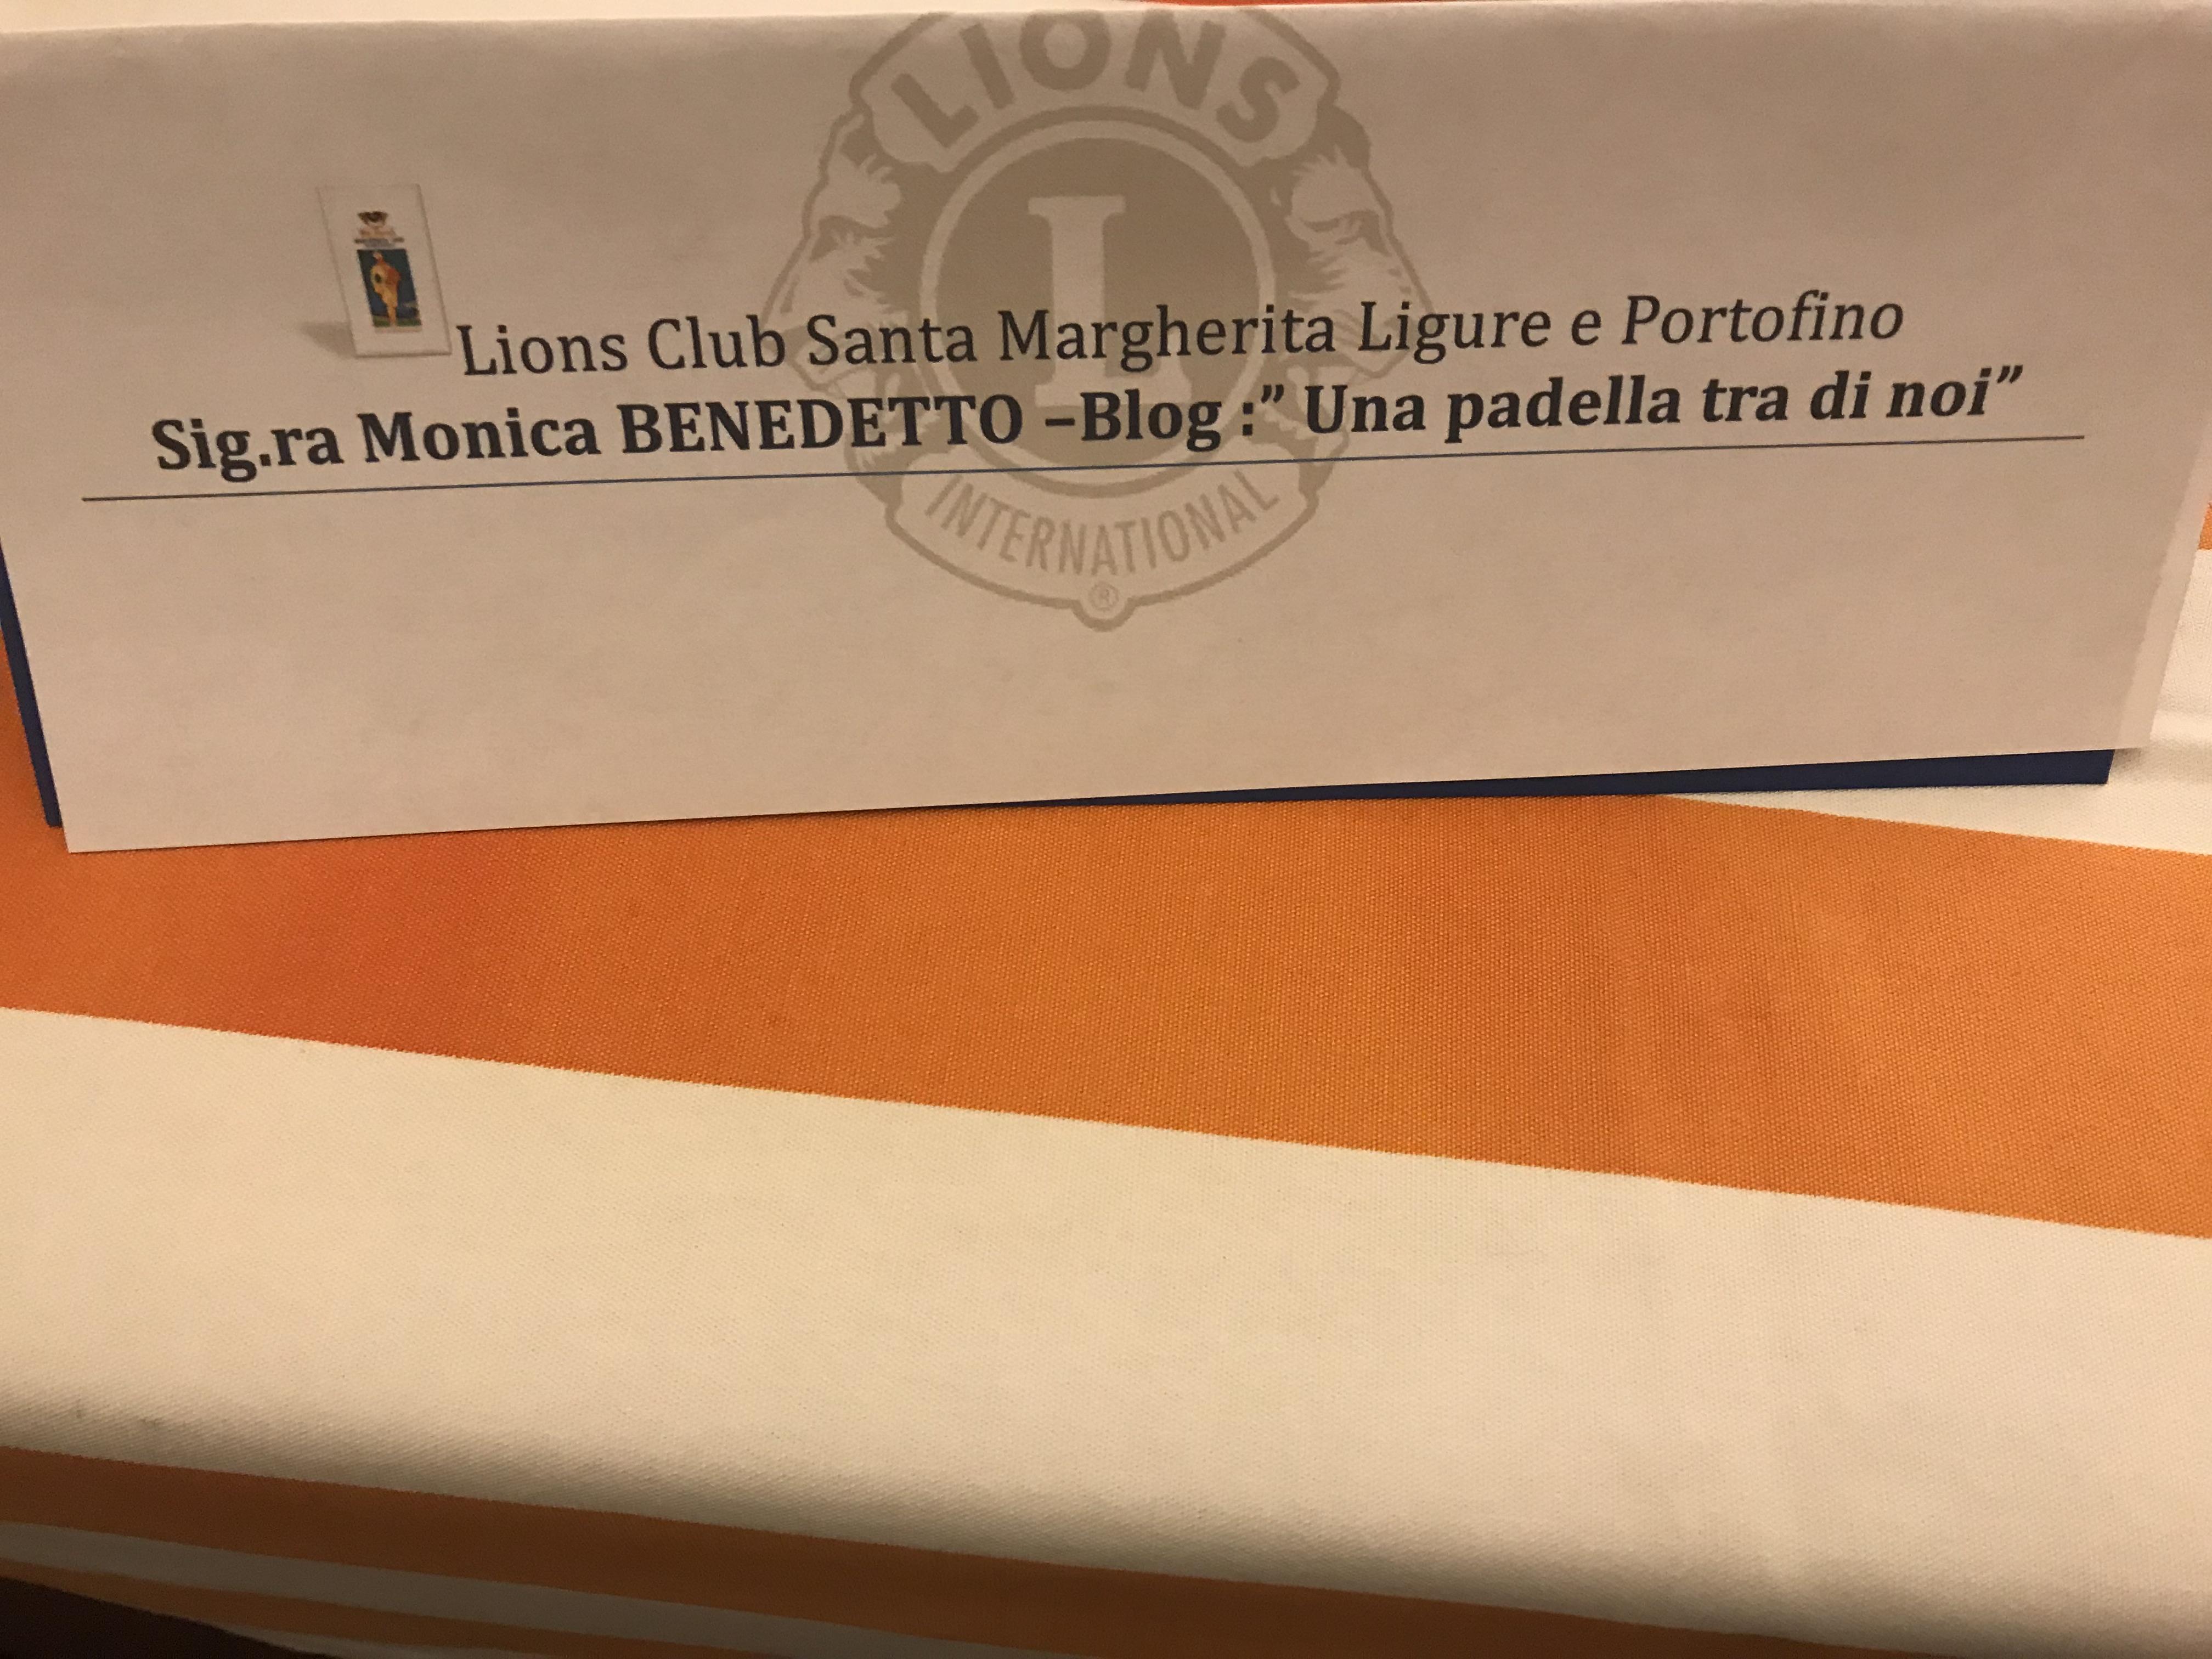 LIONS
L
Lions Club Santa Margherita Ligure e Portofino
Sig.ra Monica BENEDETTO –Blog :” Una padella tra di noi”
INTERNATIONAL
®